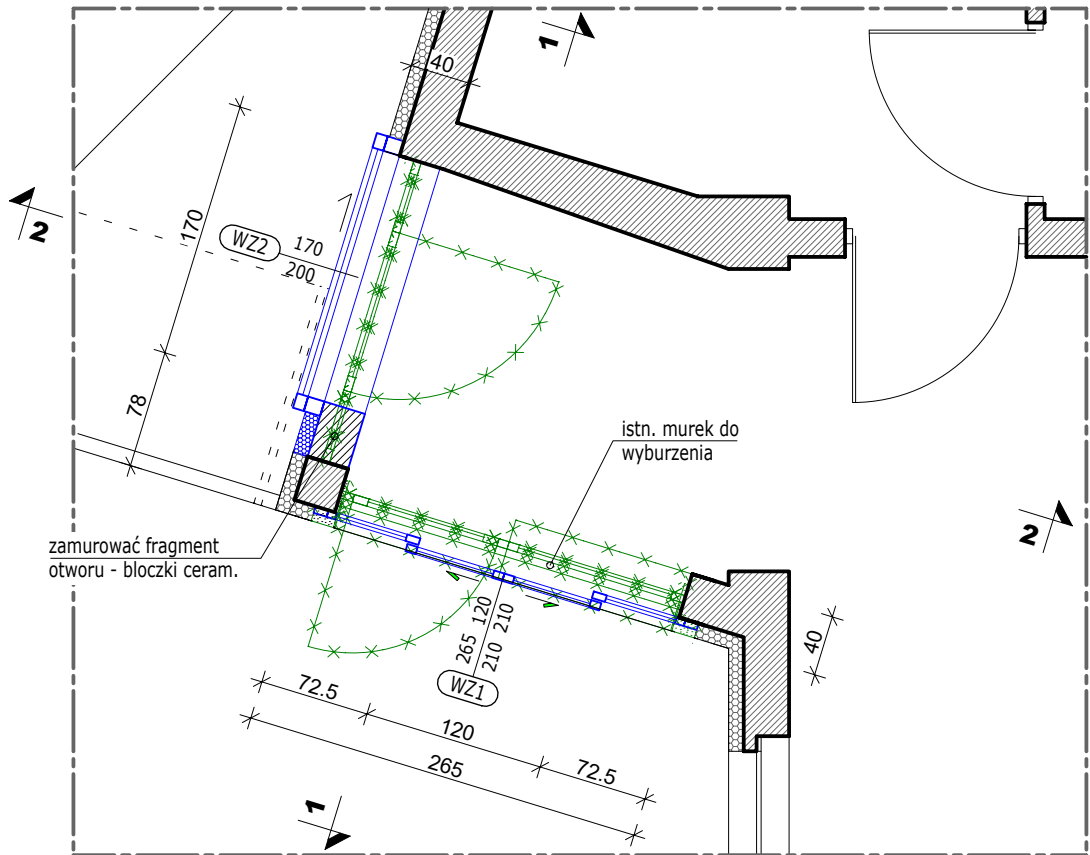 1
40
2
170
WZ2
170
200
78
istn. murek do
wyburzenia
2
zamurować fragment
otworu - bloczki ceram.
265 120 210
210
WZ1
40
72.5
120
72.5
265
1